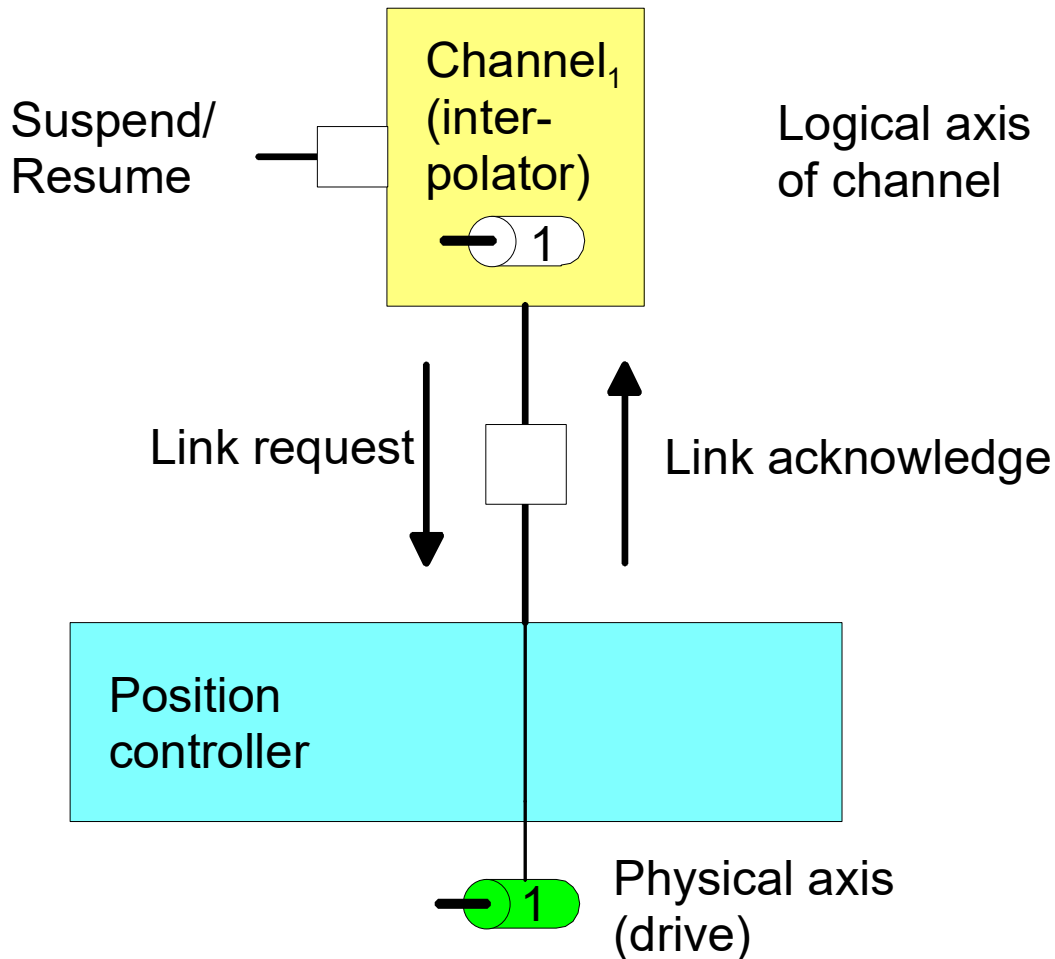 Channel₁
(inter-
polator)
1
Suspend/
Resume
Logical axis
of channel
Link request
Link acknowledge
Position
controller
1
Physical axis
(drive)